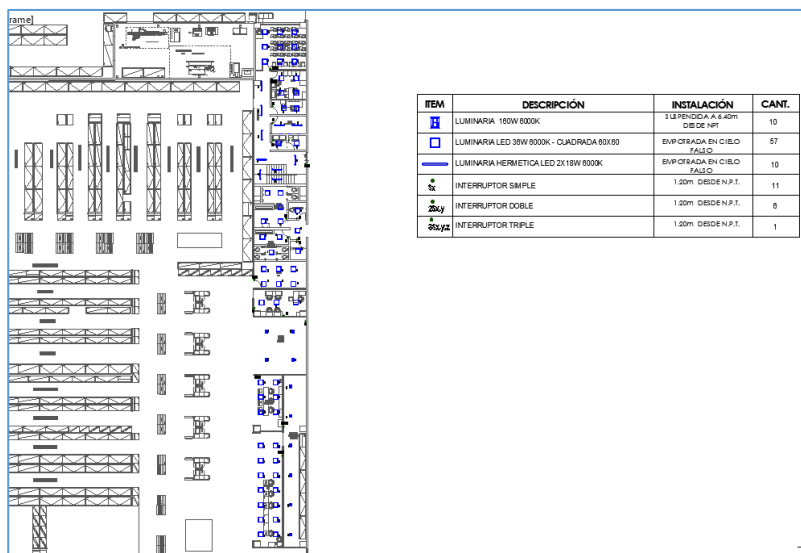 rame]
ITEM DESCRIPCIÓN INSTALACIÓN CANT.
LUMINARIA 160W 6000K SUSPENDIDA A 6.40m DESDE NPT 10
LUMINARIA LED 36W 6000K - CUADRADA 60X60 EMPOTRADA EN CIELO FALSO 57
LUMINARIA HERMETICA LED 2X18W 6000K EMPOTRADA EN CIELO FALSO 10
Sx INTERRUPTOR SIMPLE 1.20m DESDE N.P.T. 11
2Sx,y INTERRUPTOR DOBLE 1.20m DESDE N.P.T. 6
3Sx,y,z INTERRUPTOR TRIPLE 1.20m DESDE N.P.T. 1